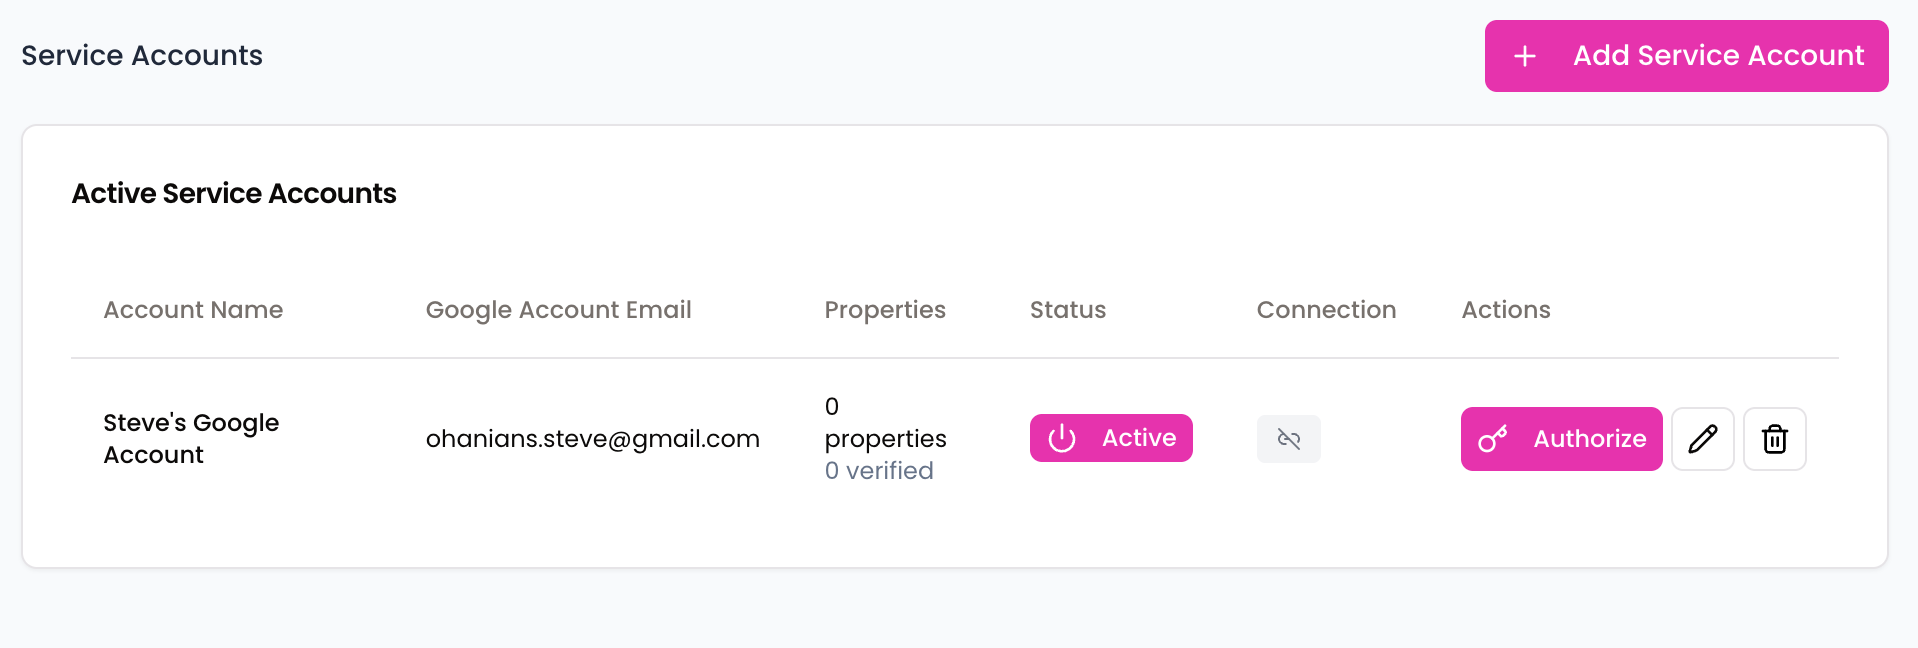 Service Accounts
Add Service Account
Active Service Accounts
Account Name
Google Account Email
Properties
Status
Connection
Actions
Steve's Google
Account
ohanians.steve@gmail.com
0
properties
0 verified
Active
Authorize